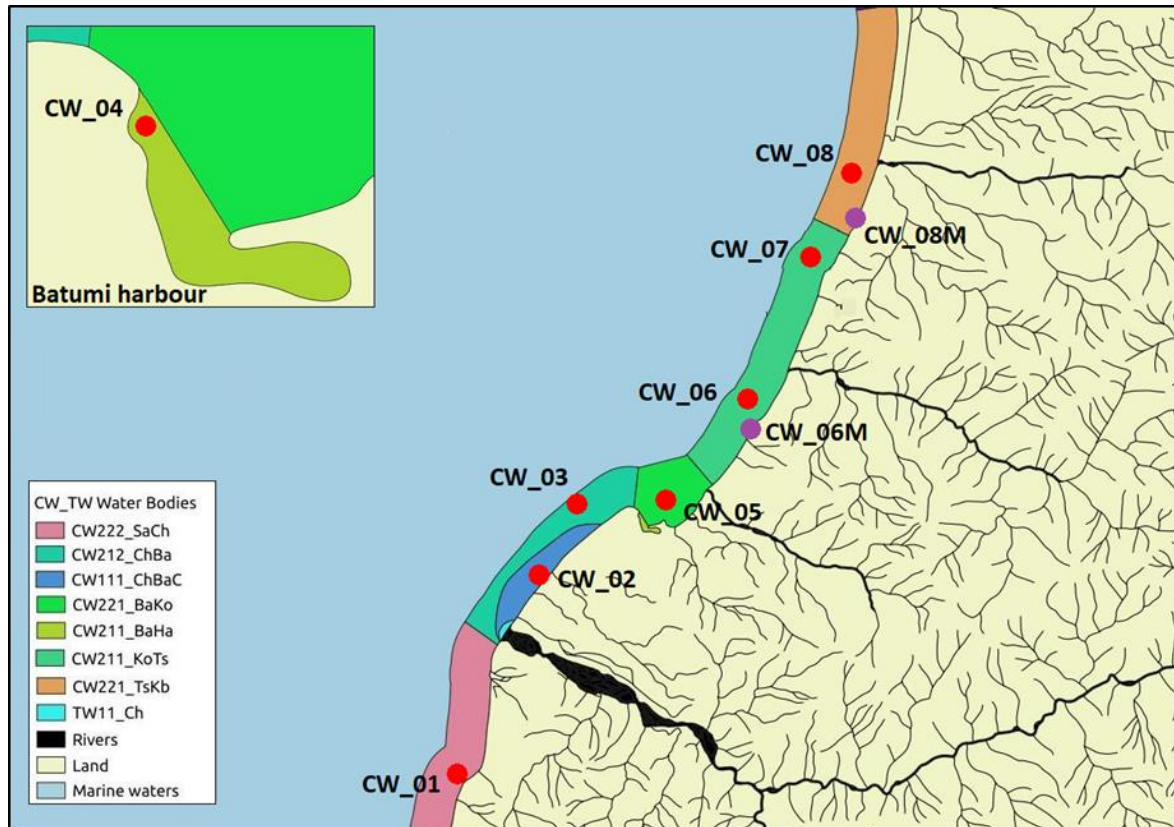 CW_04
Batumi harbour
CW_08
CW_08M
CW_07
CW_06
CW_06M
CW_03
CW_05
CW_02
CW_01
CW_TW Water Bodies
CW222_SaCh
CW212_ChBa
CW111_ChBaC
CW221_BaKo
CW211_BaHa
CW211_KoTs
CW221_TsKb
TW11_Ch
Rivers
Land
Marine waters